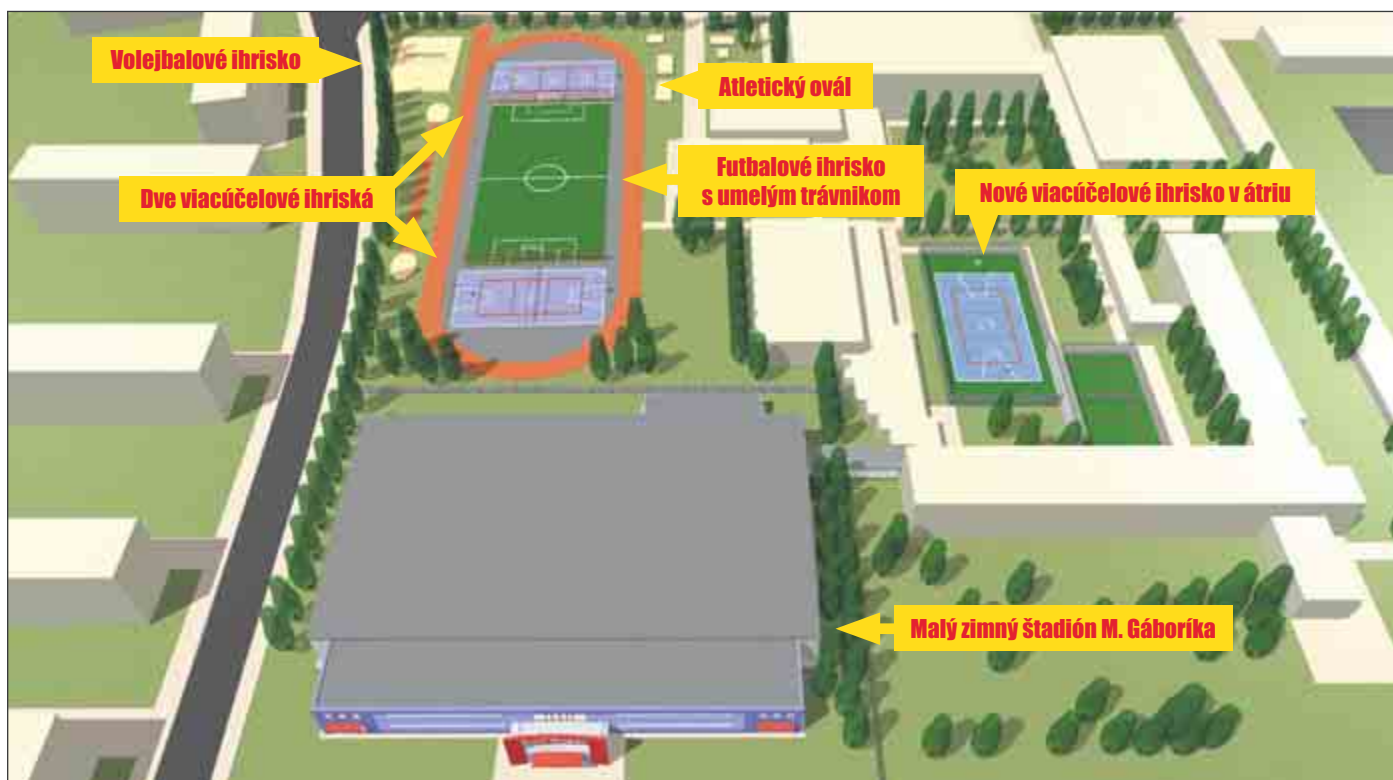 Volejbalové ihrisko
Atletický ovál
Dve viacúčelové ihriská
Futbalové ihrisko
s umelým trávnikom
Nové viacúčelové ihrisko v átriu
Malý zimný štadión M. Gáboríka